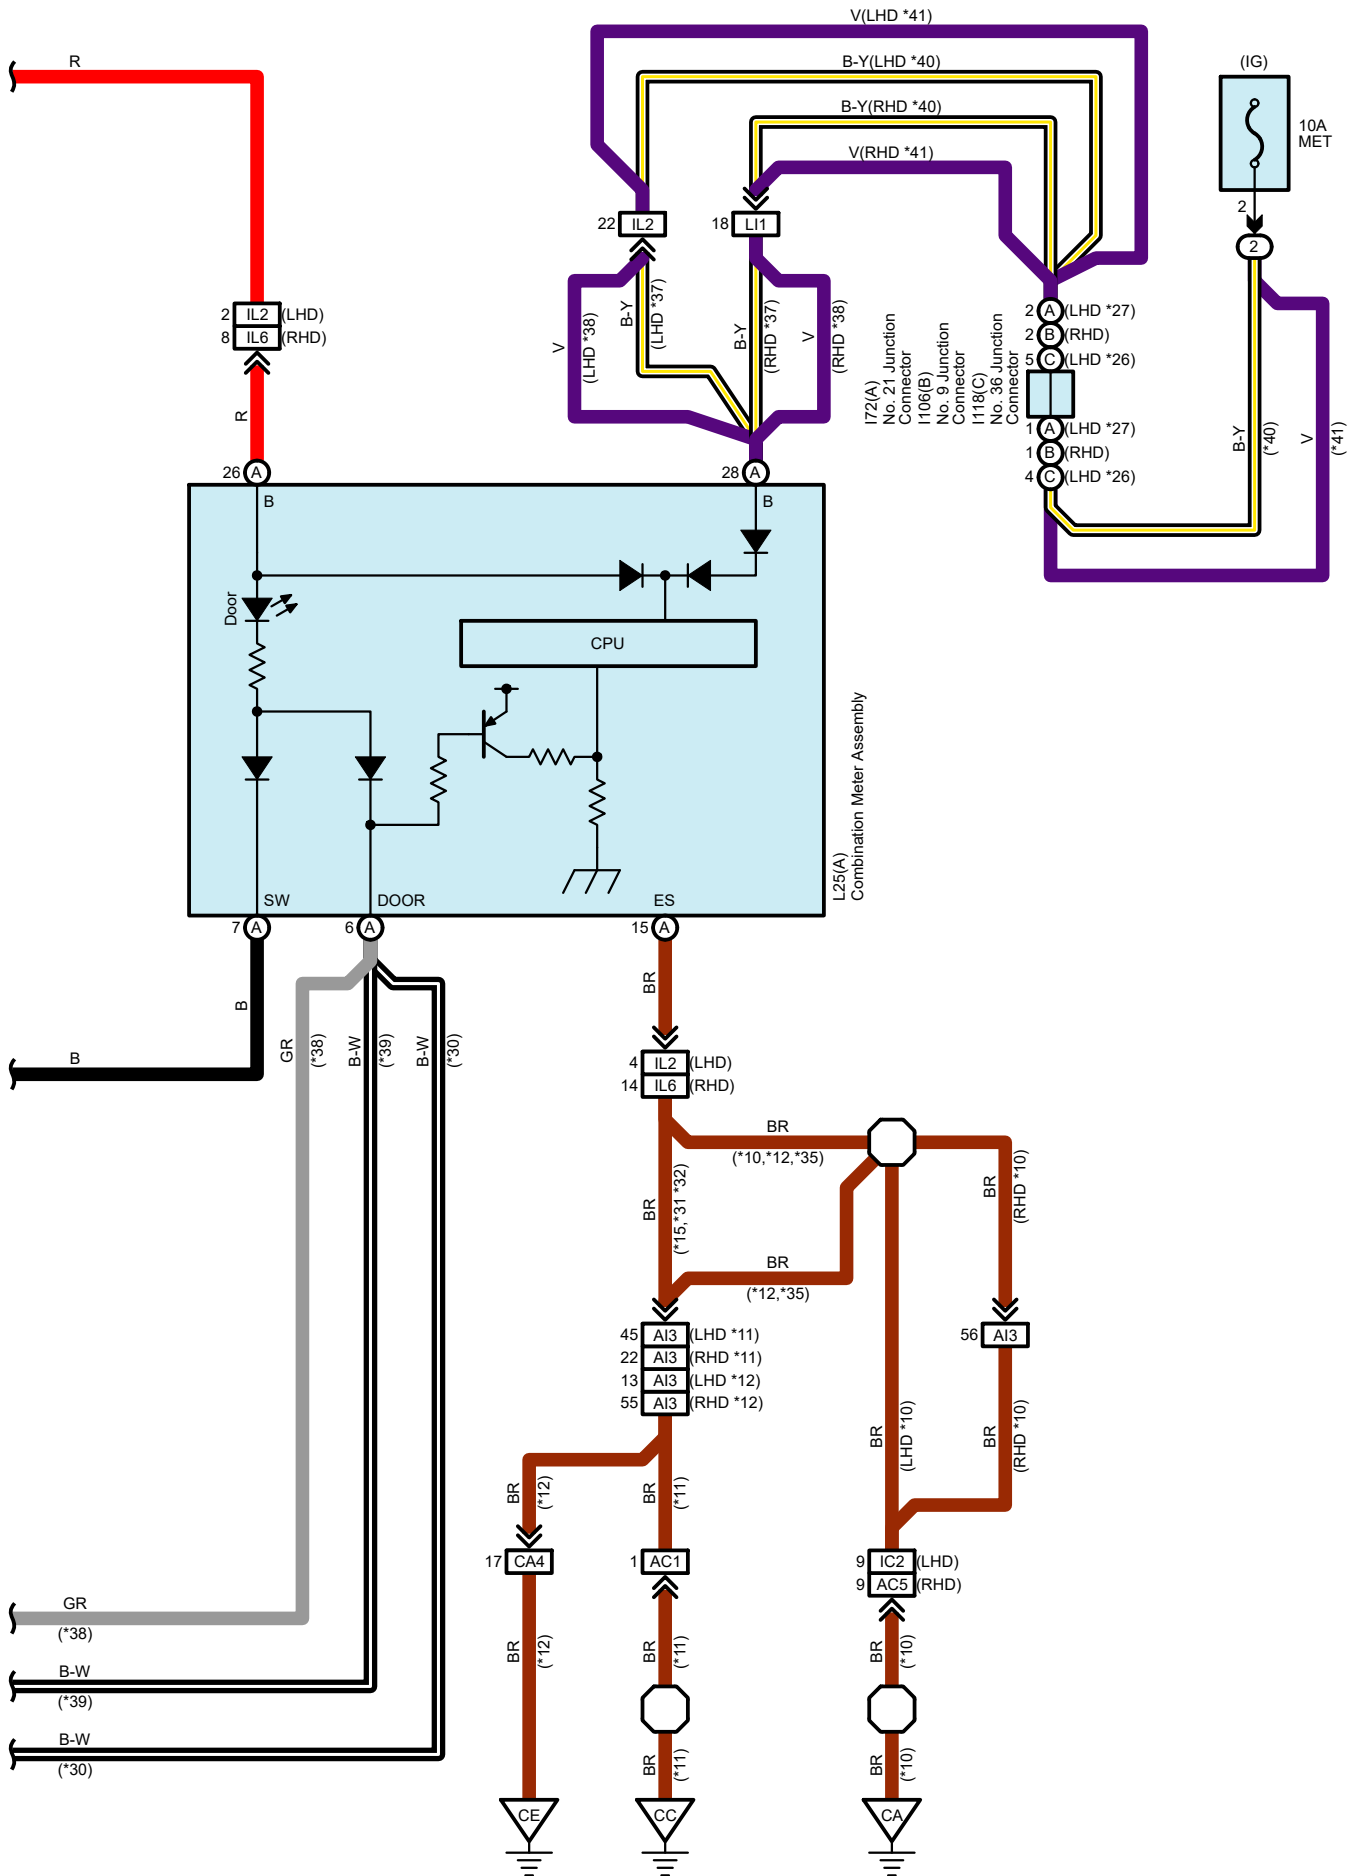 V(LHD *41)
R
B-Y(LHD *40)
(IG)
B-Y(RHD *40)
10A
MET
V(RHD *41)
2
22 IL2
18 LI1
2
2 IL2 (LHD)
8 IL6 (RHD)
V
(LHD *38)
B-Y
(LHD *37)
B-Y
(RHD *37)
V
(RHD *38)
I72(A)
No. 21 Junction
Connector
I106(B)
No. 9 Junction
Connector
I118(C)
No. 36 Junction
Connector
2 A (LHD *27)
2 B (RHD)
5 C (LHD *26)
1 A (LHD *27)
1 B (RHD)
4 C (LHD *26)
B-Y
(*40)
V
(*41)
R
26 A
28 A
B
B
Door
CPU
L25(A)
Combination Meter Assembly
SW
DOOR
ES
7 A
6 A
15 A
B
BR
GR
(*38)
B-W
(*39)
B-W
(*30)
B
4 IL2 (LHD)
14 IL6 (RHD)
BR
(*10,*12,*35)
BR
(*15,*31 *32)
BR
(RHD *10)
BR
(*12,*35)
45 AI3 (LHD *11)
22 AI3 (RHD *11)
13 AI3 (LHD *12)
55 AI3 (RHD *12)
56 AI3
BR
(LHD *10)
BR
(RHD *10)
BR
(*12)
BR
(*11)
17 CA4
1 AC1
9 IC2 (LHD)
9 AC5 (RHD)
GR
(*38)
BR
(*12)
BR
(*11)
BR
(*10)
B-W
(*39)
B-W
(*30)
BR
(*11)
BR
(*10)
CE
CC
CA